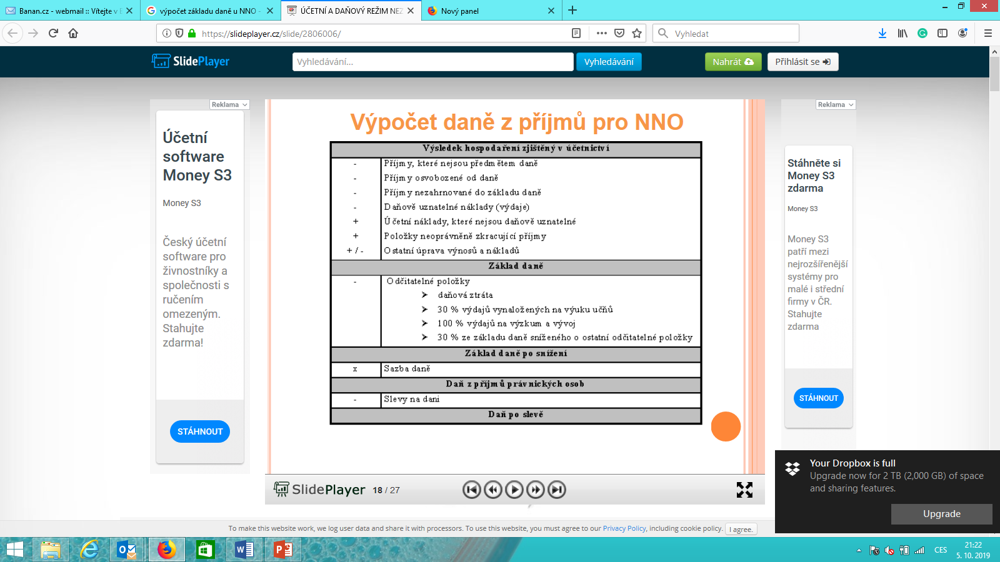 Banan.cz - webmail :: Vítejte v
výpočet základu daně u NNO -
ÚČETNÍ A DAŇOVÝ REŽIM NEZ
Nový panel
https://slideplayer.cz/slide/2806006/
Vyhledat
SlidePlayer
Vyhledávání...
Vyhledávání
Nahrát
Přihlásit se
Reklama
Účetní
software
Money S3
Money S3
Český účetní
software pro
živnostníky a
společnosti s
ručením
omezeným.
Stahujte
zdarma!
STÁHNOUT
Výpočet daně z příjmů pro NNO
Výsledek hospodaření zjištěný v účetnictví
- Příjmy, které nejsou předmětem daně
- Příjmy osvobozené od daně
- Příjmy nezahrnované do základu daně
- Daňově uznatelné náklady (výdaje)
+ Účetní náklady, které nejsou daňově uznatelné
+ Položky neoprávněně zkracující příjmy
+ / - Ostatní úprava výnosů a nákladů
Základ daně
- Odčitatelné položky
➤ daňová ztráta
➤ 30 % výdajů vynaložených na výuku učňů
➤ 100 % výdajů na výzkum a vývoj
➤ 30 % ze základu daně sníženého o ostatní odčitatelné položky
Základ daně po snížení
x Sazba daně
Daň z příjmů právnických osob
- Slevy na dani
Daň po slevě
SlidePlayer 18 / 27
Reklama
Stáhněte si
Money S3
zdarma
Money S3
Money S3
patří mezi
nejrozšířenější
systémy pro
malé i střední
firmy v ČR.
Stahujte
zdarma
STÁHNOUT
Your Dropbox is full
Upgrade now for 2 TB (2,000 GB) of space
and sharing features.
Upgrade
To make this website work, we log user data and share it with processors. To use this website, you must agree to our Privacy Policy, including cookie policy.
I agree.
CES
21:22
5. 10. 2019